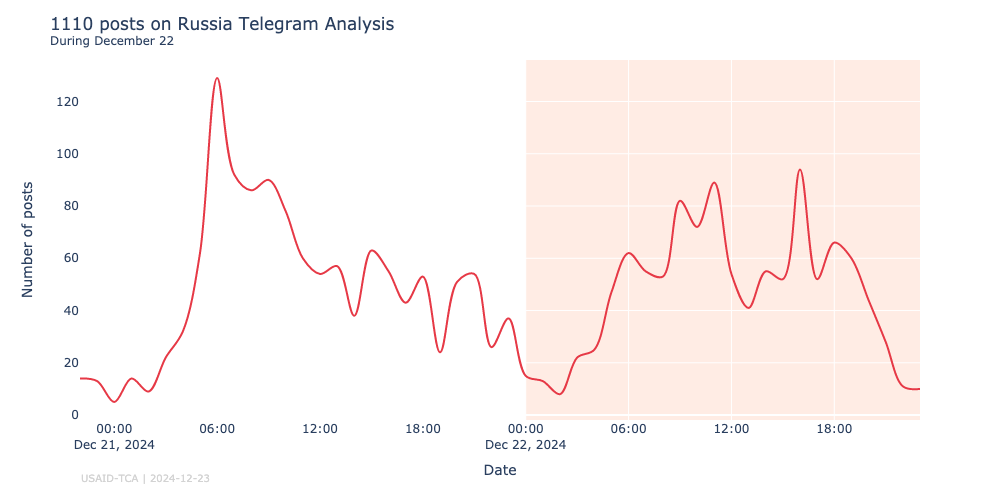 1110 posts on Russia Telegram Analysis
During December 22
Number of posts
120
100
80
60
40
20
0
00:00 06:00 12:00 18:00 00:00 06:00 12:00 18:00
Dec 21, 2024 Dec 22, 2024
Date
USAID-TCA | 2024-12-23